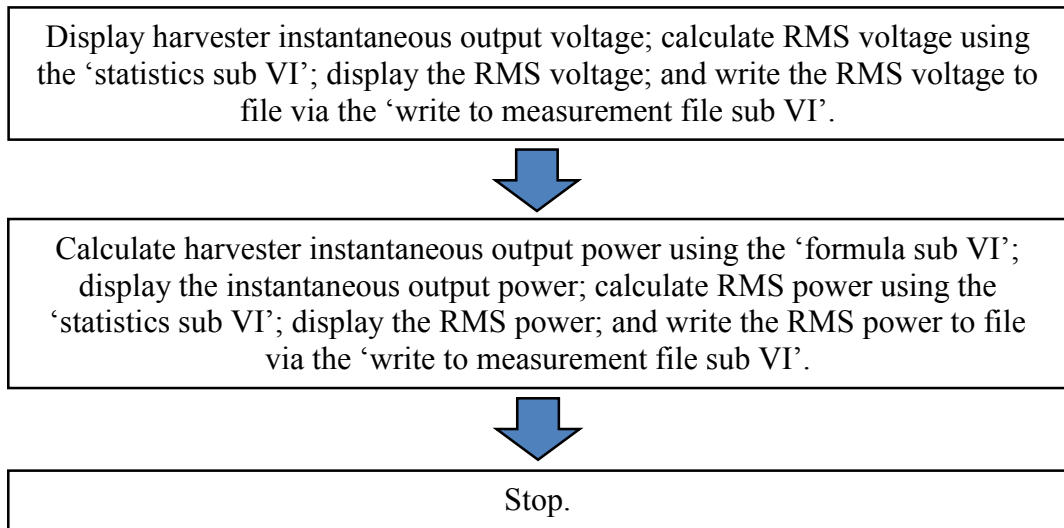 Display harvester instantaneous output voltage; calculate RMS voltage using
the ‘statistics sub VI’; display the RMS voltage; and write the RMS voltage to
file via the ‘write to measurement file sub VI’.
Calculate harvester instantaneous output power using the ‘formula sub VI’;
display the instantaneous output power; calculate RMS power using the
‘statistics sub VI’; display the RMS power; and write the RMS power to file
via the ‘write to measurement file sub VI’.
Stop.